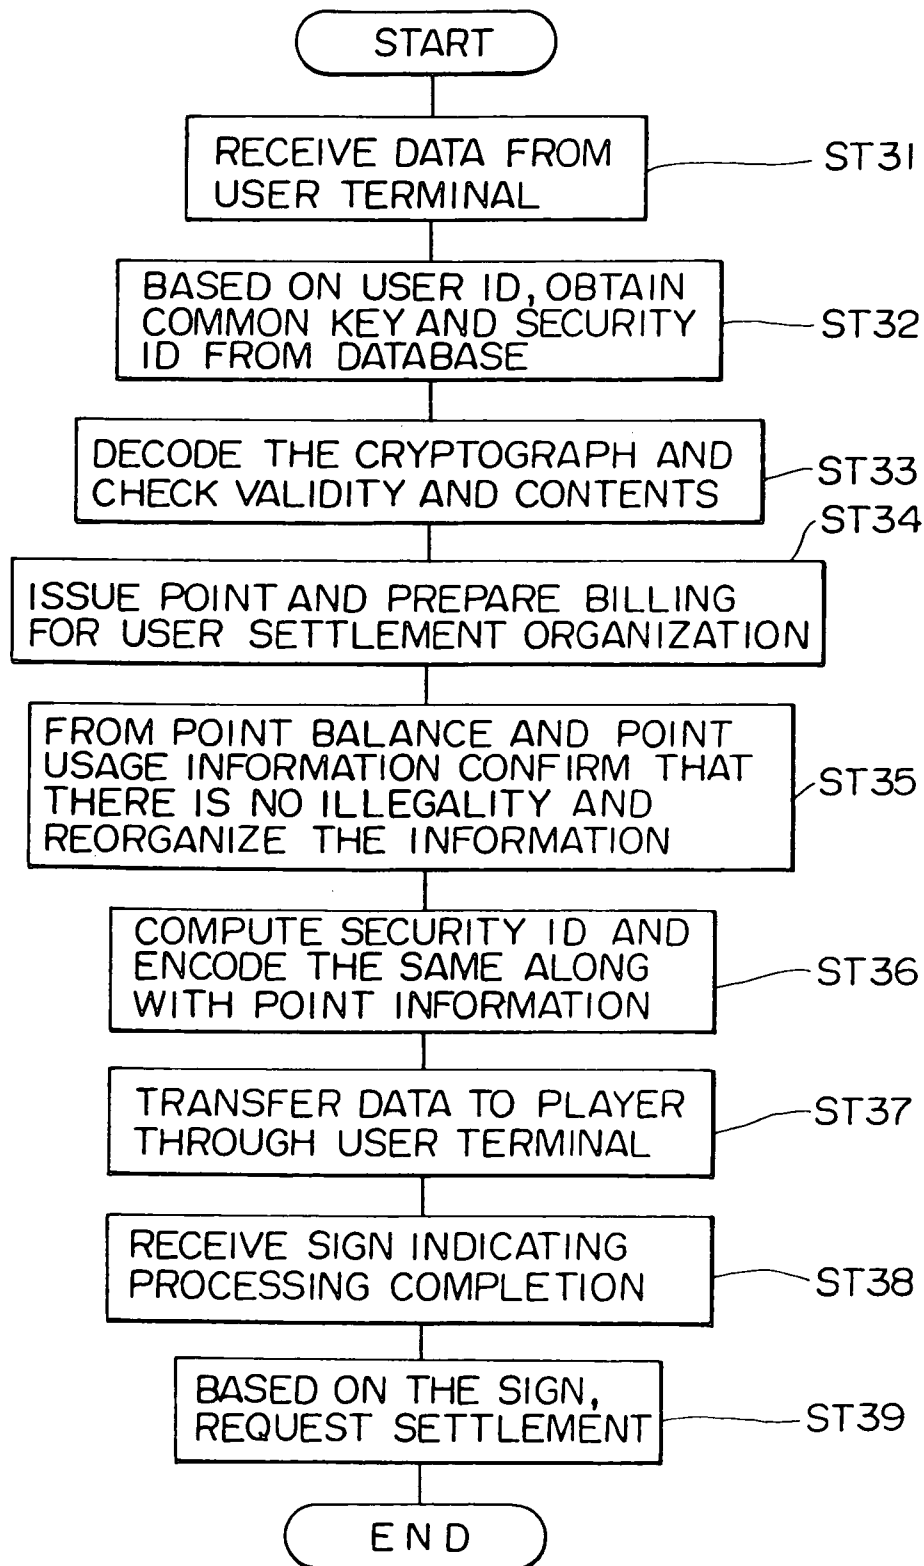 START
RECEIVE DATA FROM
USER TERMINAL
ST31
BASED ON USER ID, OBTAIN
COMMON KEY AND SECURITY
ID FROM DATABASE
ST32
DECODE THE CRYPTOGRAPH AND
CHECK VALIDITY AND CONTENTS
ST33
ST34
ISSUE POINT AND PREPARE BILLING
FOR USER SETTLEMENT ORGANIZATION
FROM POINT BALANCE AND POINT
USAGE INFORMATION CONFIRM THAT
THERE IS NO ILLEGALITY AND
REORGANIZE THE INFORMATION
ST35
COMPUTE SECURITY ID AND
ENCODE THE SAME ALONG
WITH POINT INFORMATION
ST36
TRANSFER DATA TO PLAYER
THROUGH USER TERMINAL
ST37
RECEIVE SIGN INDICATING
PROCESSING COMPLETION
ST38
BASED ON THE SIGN,
REQUEST SETTLEMENT
ST39
END